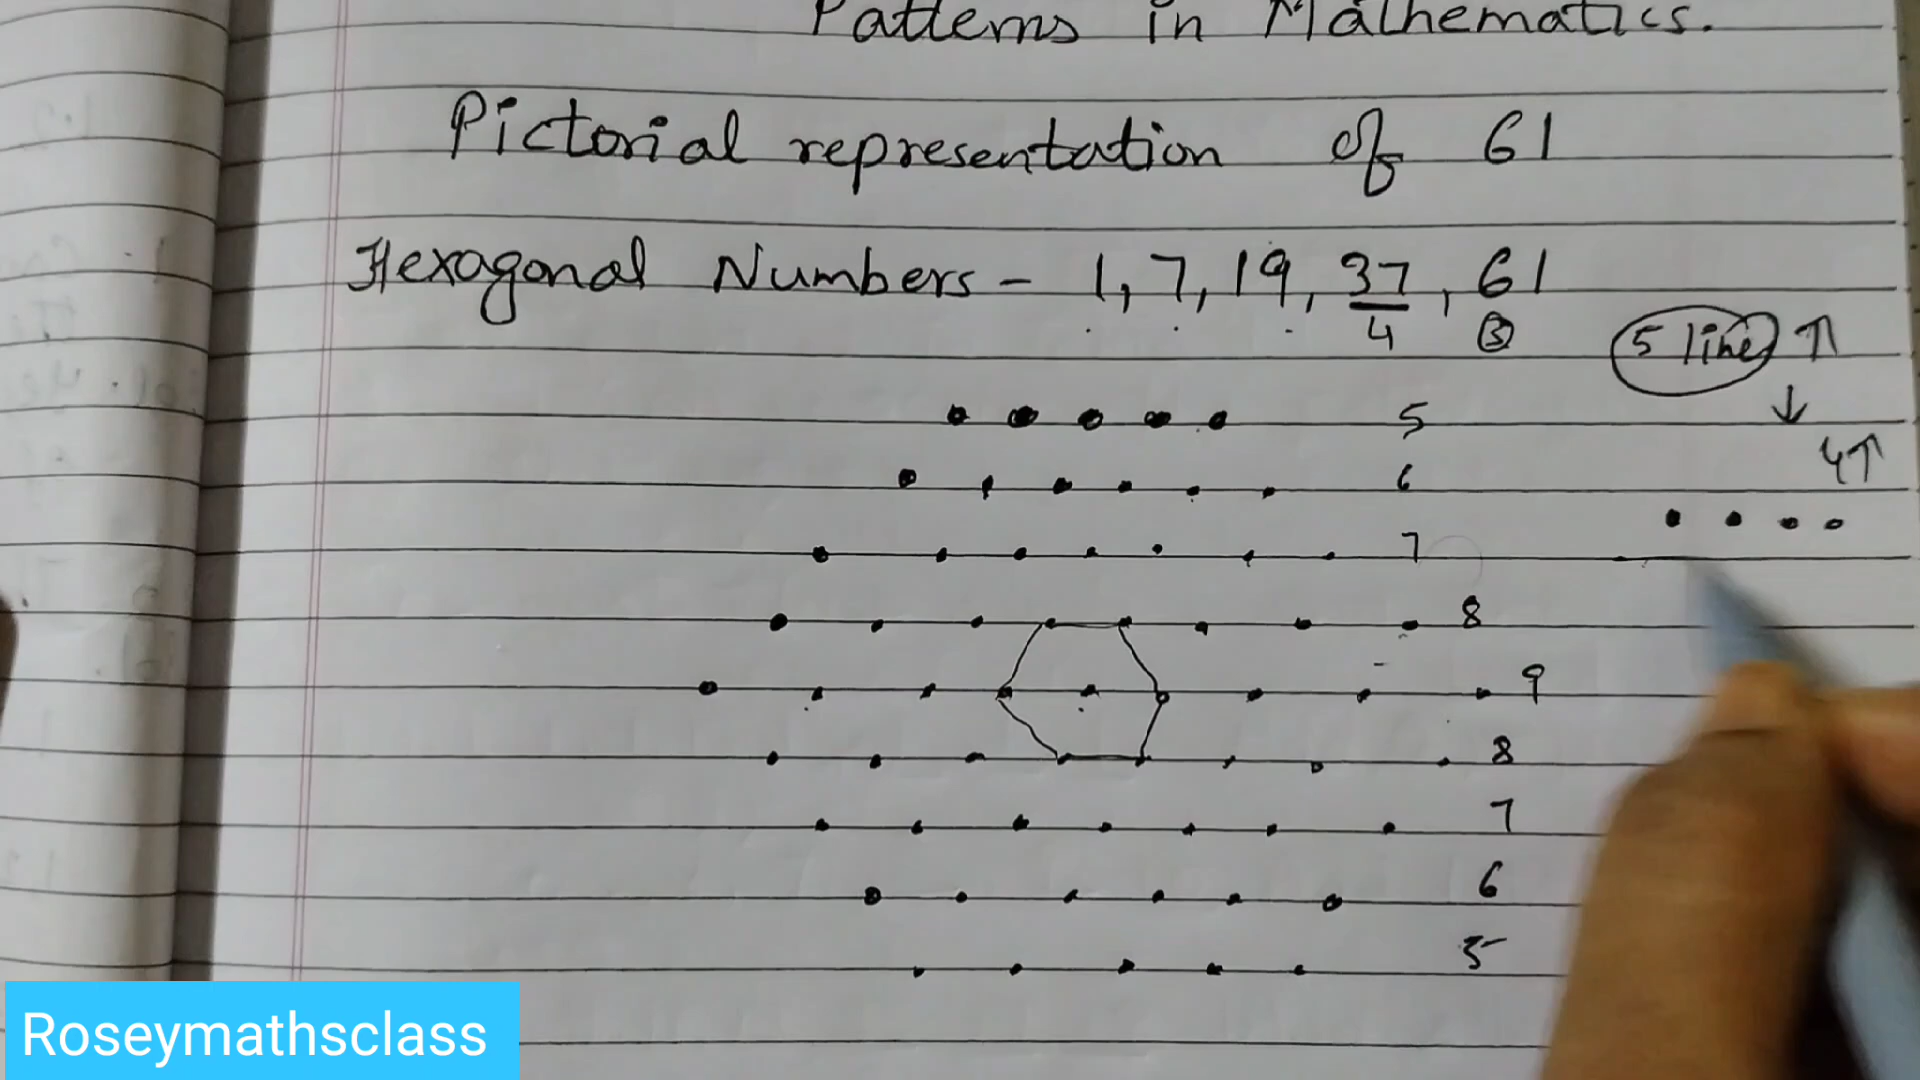 Patterns in Mathematics.
Pictorial representation of 61
Hexagonal Numbers - 1, 7, 19, 37, 61
4 5
5 line ↑
↓
5
4↑
6
7
8
9
8
7
6
5
Roseymathsclass